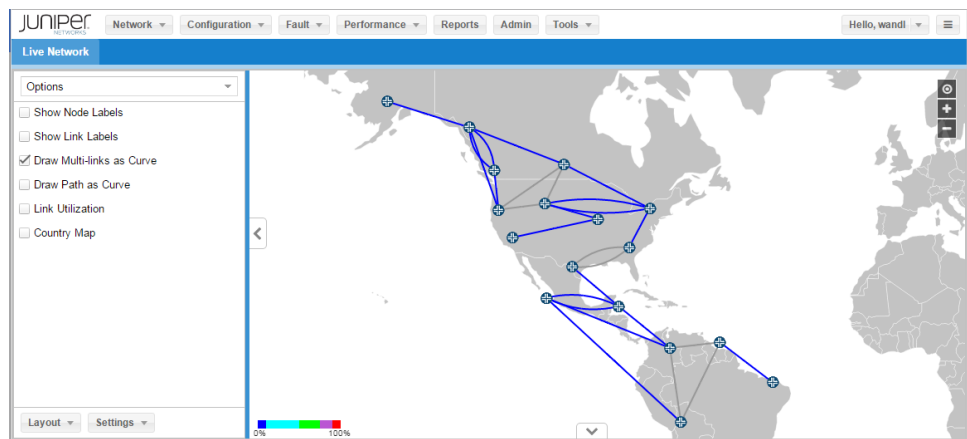 JUNIPER
NETWORKS
Network
Configuration
Fault
Performance
Reports
Admin
Tools
Hello, wandl
Live Network
Options
Show Node Labels
Show Link Labels
Draw Multi-links as Curve
Draw Path as Curve
Link Utilization
Country Map
Layout
Settings
0%
100%